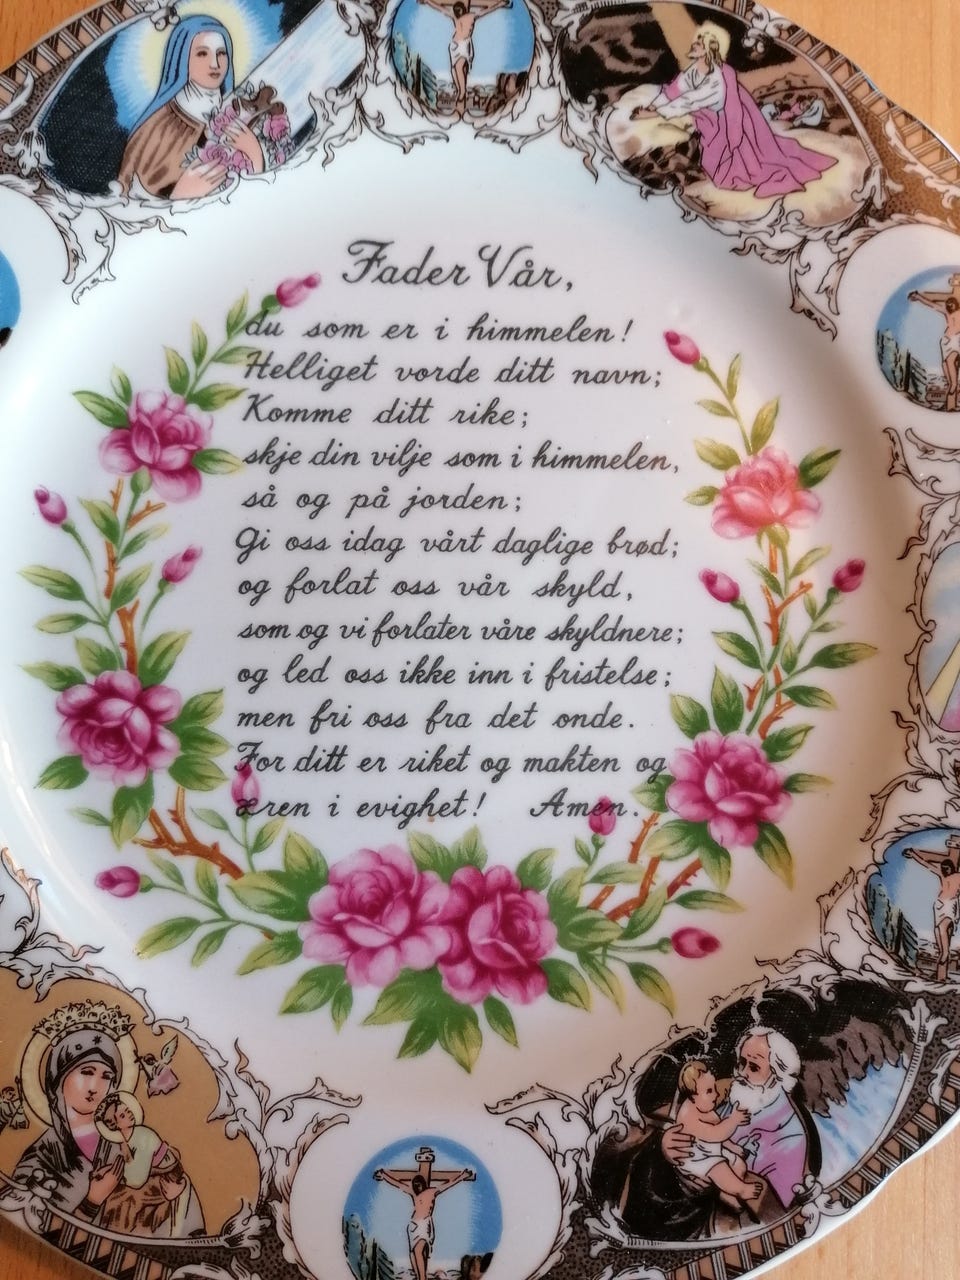 Fader Vår,
du som er i himmelen!
Helliget vorde ditt navn;
Komme ditt rike;
skje din vilje som i himmelen,
så og på jorden;
Gi oss idag vårt daglige brød;
og forlat oss vår skyld,
som og vi forlater våre skyldnere;
og led oss ikke inn i fristelse;
men fri oss fra det onde.
For ditt er riket og makten og
æren i evighet! Amen.